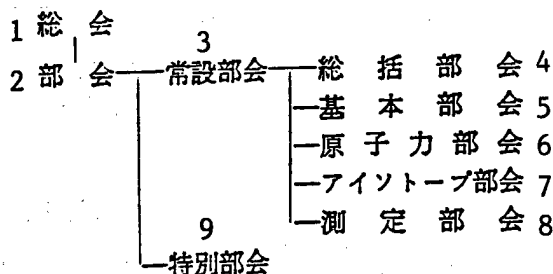 1 総会
3
2 部会 常設部会 総括部会 4
基本部会 5
原子力部会 6
アイソトープ部会 7
9 測定部会 8
特別部会